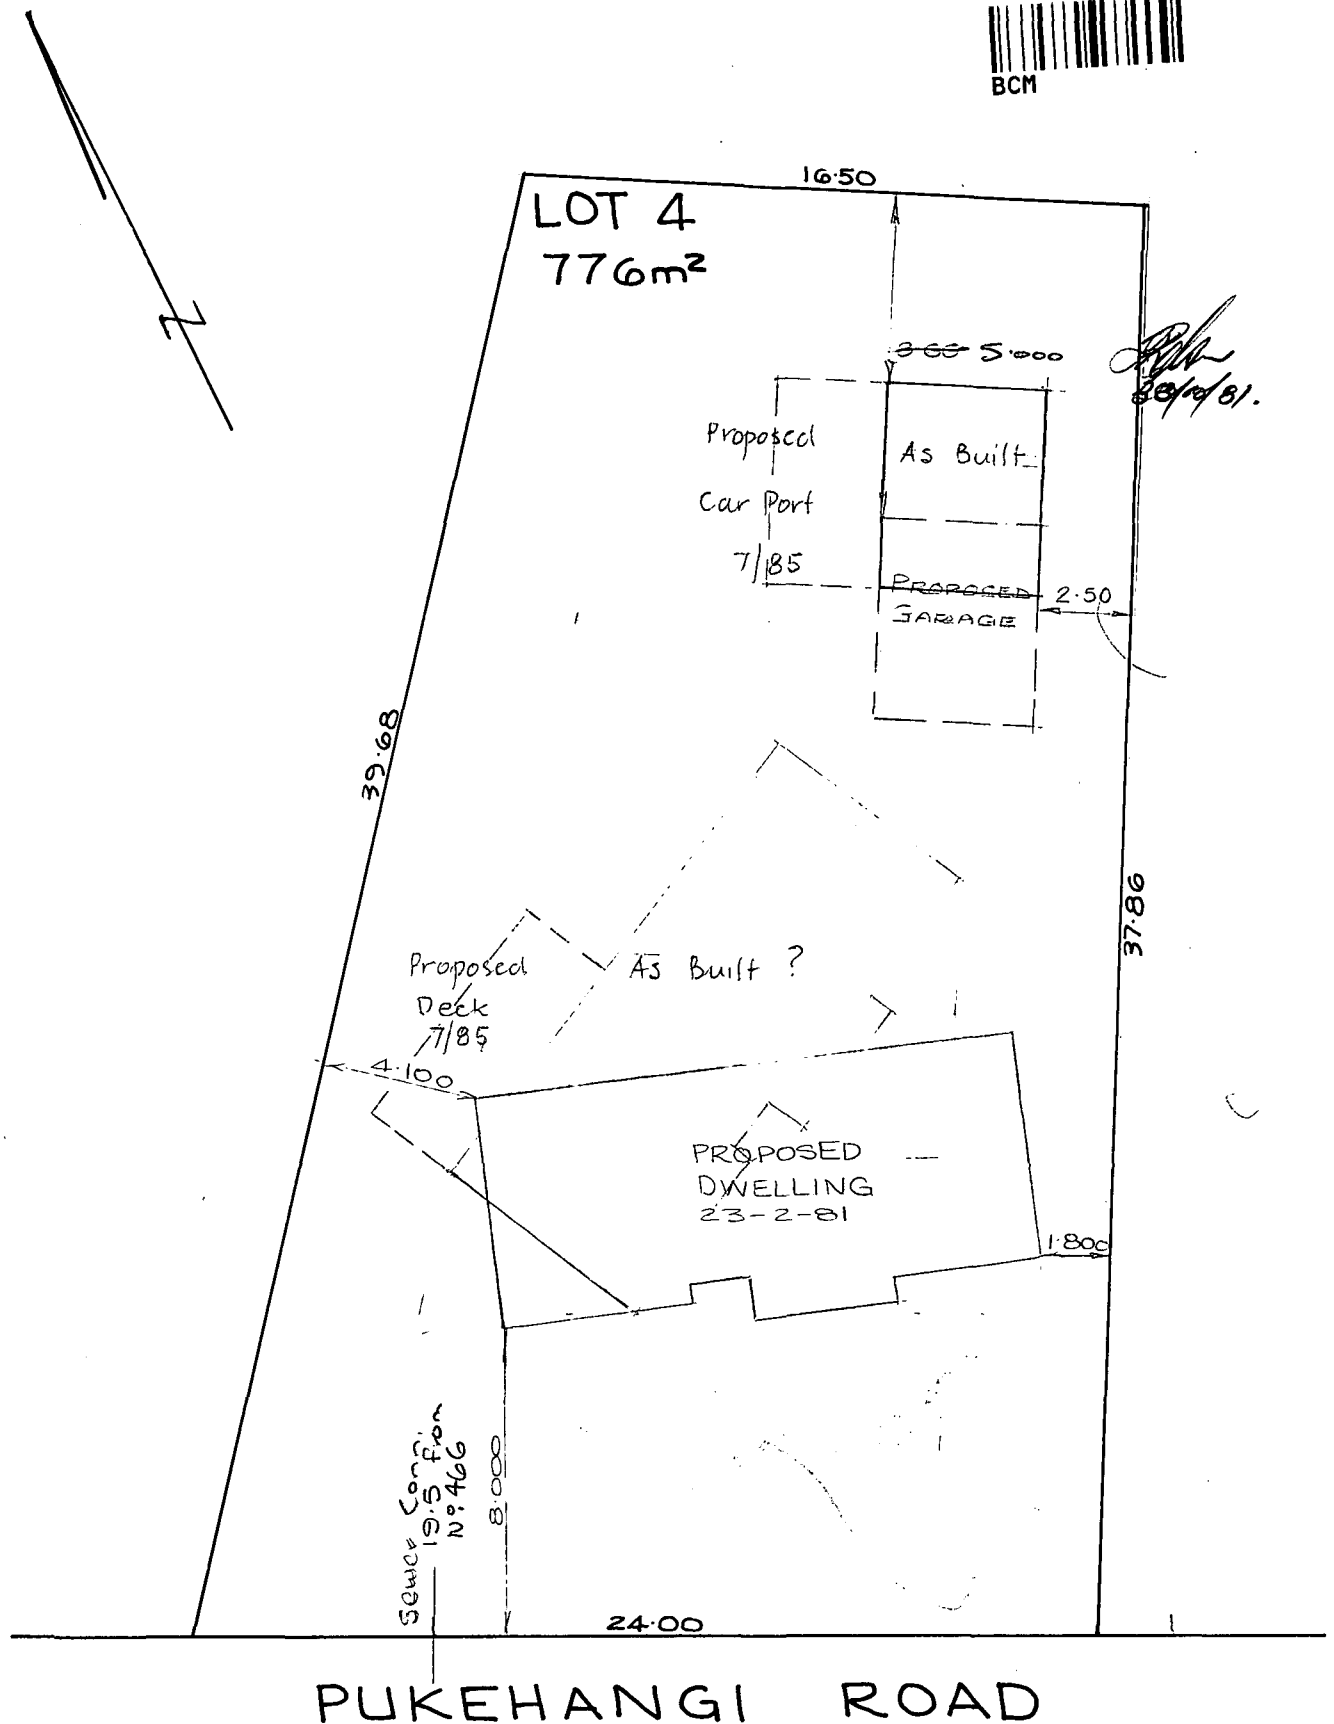 BCM
16·50
LOT 4
776m²
5·000
28/10/81.
Proposed
Car Port
7/85
As Built
PROPOSED
GARAGE
2·50
39·68
37·86
Proposed
Deck
7/85
As Built ?
4·100
PROPOSED
DWELLING
23-2-81
1·800
Sewer Conn.
19·5 from
Nº 466
8·000
24·00
PUKEHANGI ROAD
N